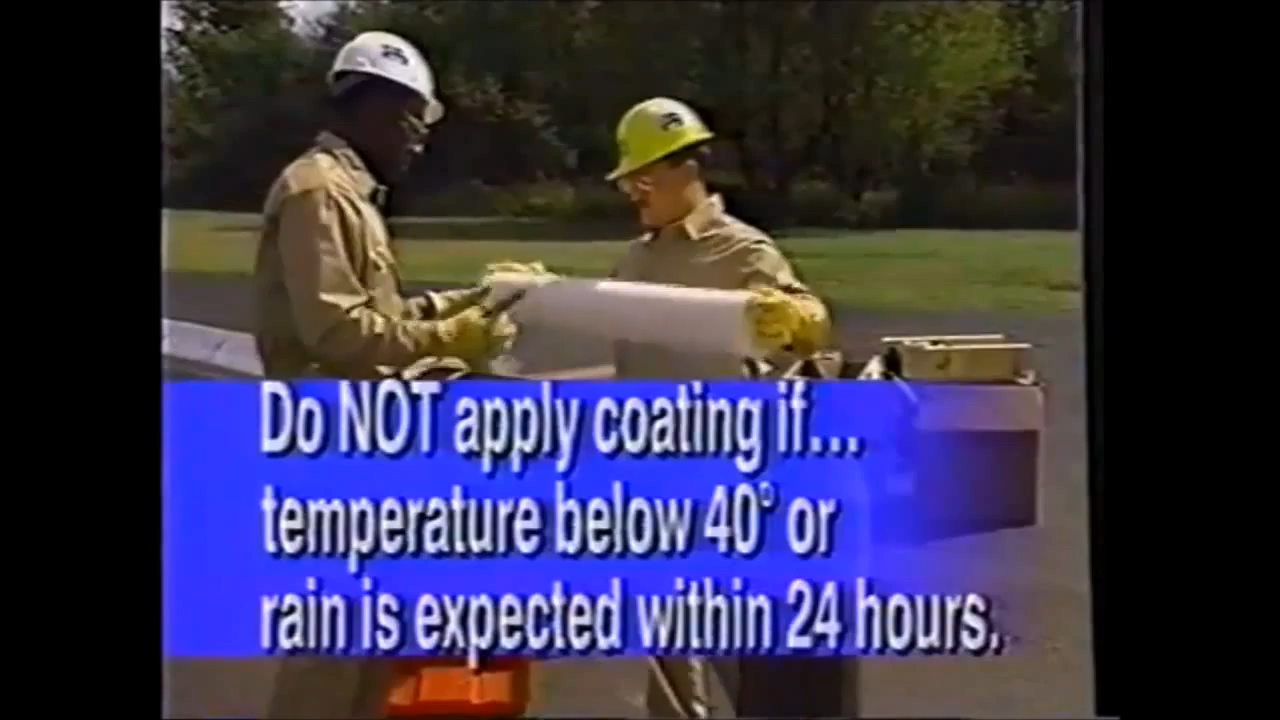 Do NOT apply coating if...
temperature below 40° or
rain is expected within 24 hours.